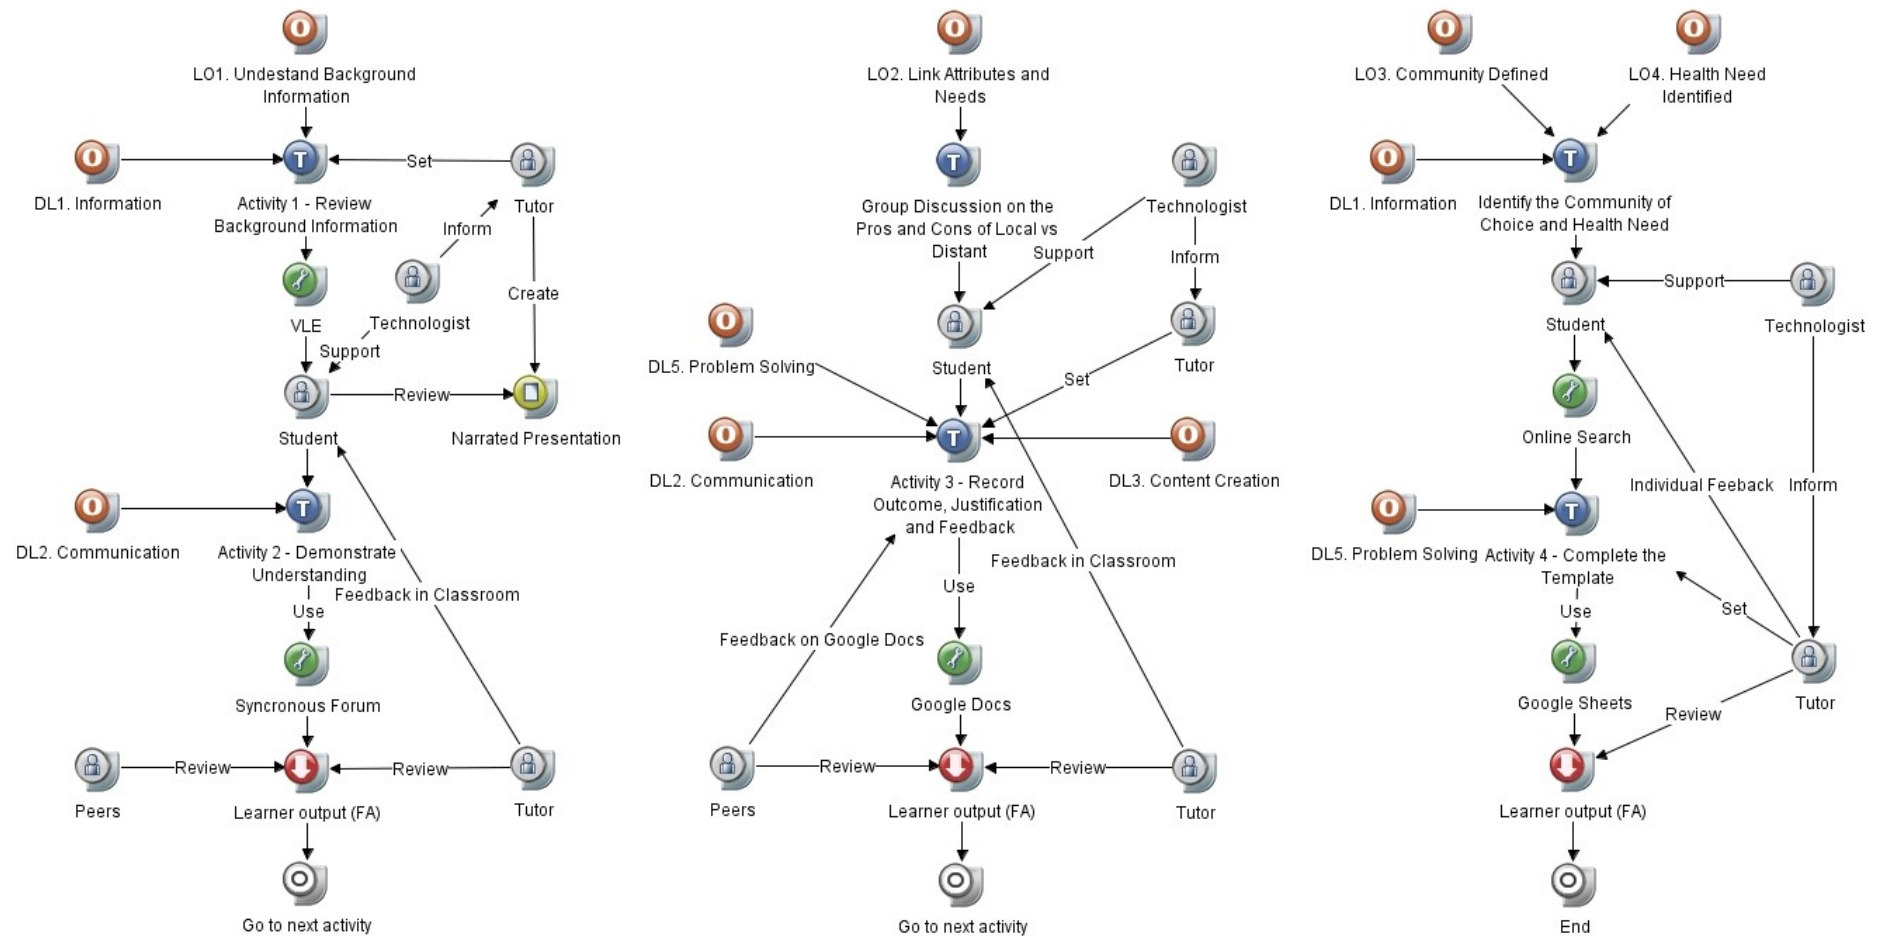 LO1. Undestand Background
Information
DL1. Information
Set
Activity 1 - Review
Background Information
Tutor
Inform
Create
VLE
Technologist
Support
Review
Student
Narrated Presentation
DL2. Communication
Activity 2 - Demonstrate
Understanding
Feedback in Classroom
Use
Syncronous Forum
Review
Review
Peers
Learner output (FA)
Tutor
Go to next activity
LO2. Link Attributes and
Needs
Group Discussion on the
Pros and Cons of Local vs
Distant
Technologist
Support
Inform
DL5. Problem Solving
Student
Tutor
Set
DL2. Communication
Activity 3 - Record
Outcome, Justification
and Feedback
DL3. Content Creation
Feedback in Classroom
Use
Feedback on Google Docs
Google Docs
Review
Review
Peers
Learner output (FA)
Tutor
Go to next activity
LO3. Community Defined
LO4. Health Need
Identified
DL1. Information
Identify the Community of
Choice and Health Need
Support
Student
Technologist
Online Search
Individual Feeback
Inform
DL5. Problem Solving
Activity 4 - Complete the
Template
Set
Use
Google Sheets
Tutor
Review
Learner output (FA)
End
O
O
O
O
O
T
O
T
T
O
O
T
O
O
T
O
T
O
T